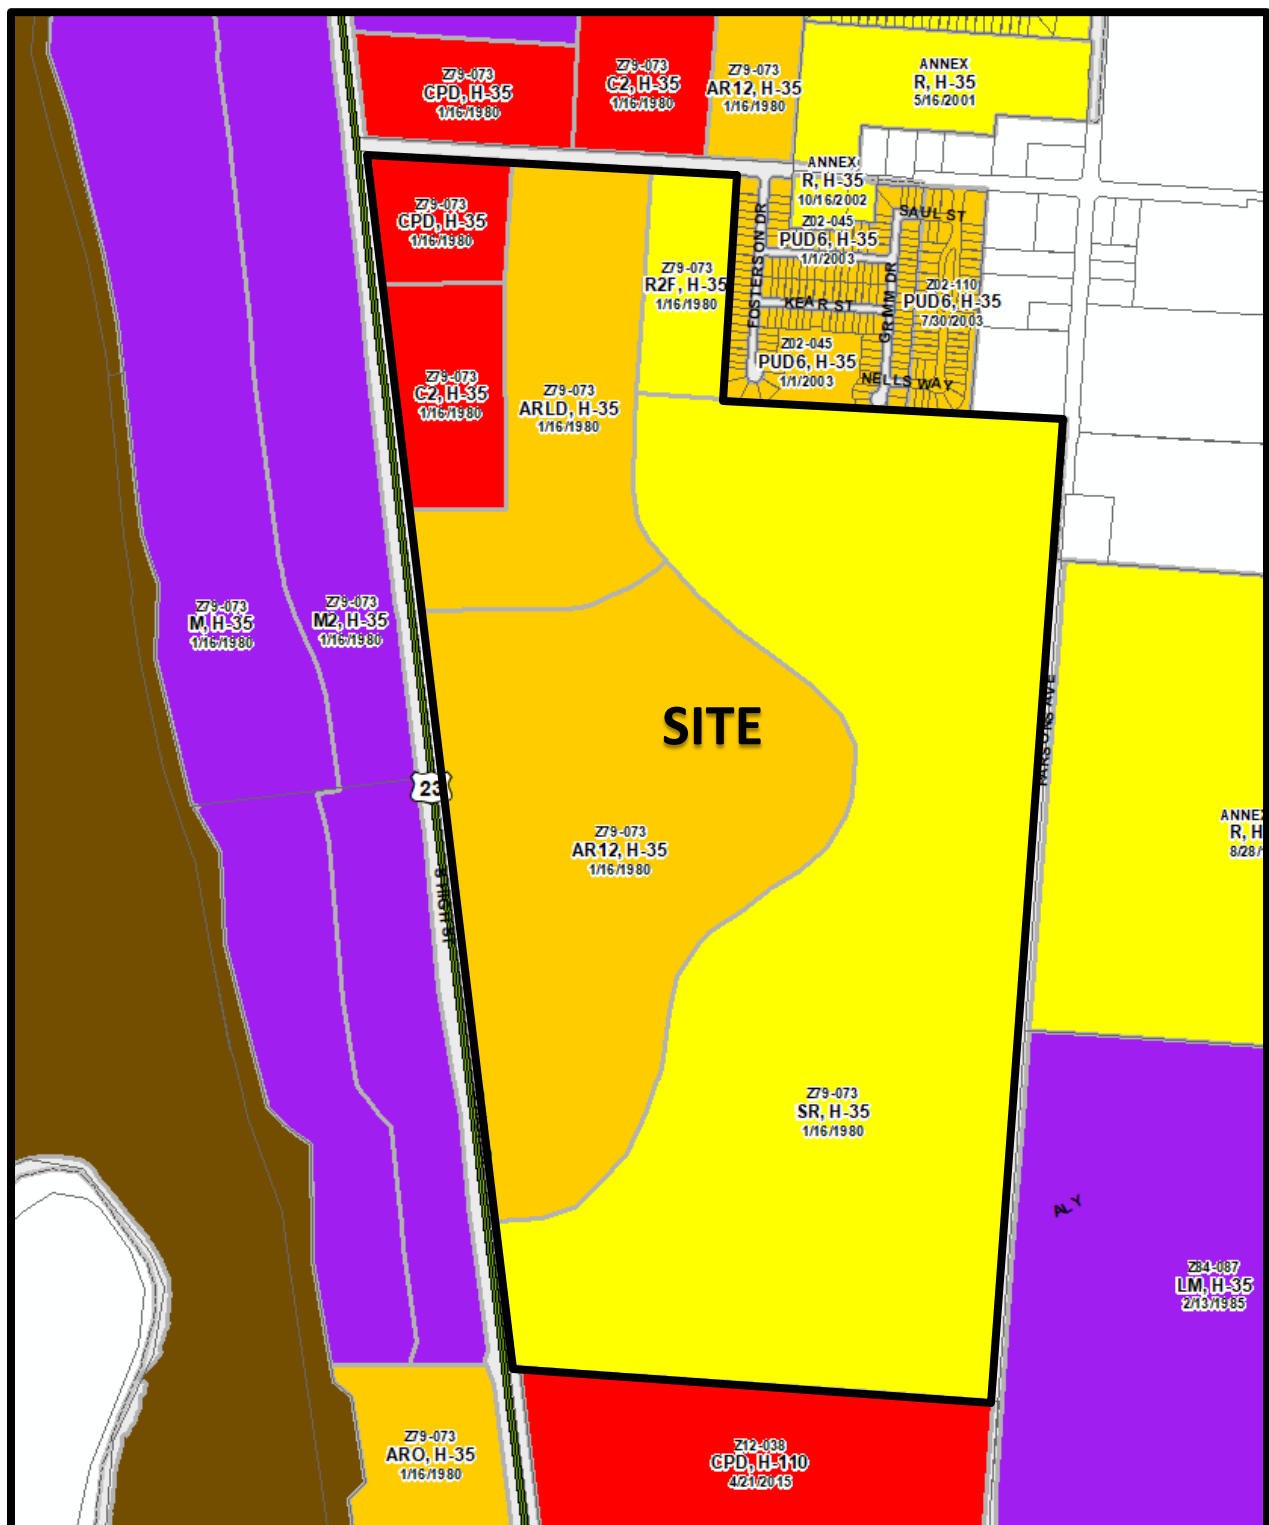 Z79-073
CPD, H-35
1/16/1980
Z79-073
C2, H-35
1/16/1980
Z79-073
AR12, H-35
1/16/1980
ANNEX
R, H-35
5/16/2001
Z79-073
CPD, H-35
1/16/1980
ANNEX
R, H-35
10/16/2002
Z02-045
PUD6, H-35
1/1/2003
SAUL ST
FOSTERSON DR
Z79-073
R2F, H-35
1/16/1980
KEAR ST
GRIMM DR
Z02-110
PUD6, H-35
7/30/2003
Z02-045
PUD6, H-35
1/1/2003
NELLS WAY
Z79-073
C2, H-35
1/16/1980
Z79-073
ARLD, H-35
1/16/1980
Z79-073
M, H-35
1/16/1980
Z79-073
M2, H-35
1/16/1980
SITE
PARSONS AVE
23
Z79-073
AR12, H-35
1/16/1980
ANNEX
R, H
8/28/
S HIGH ST
Z79-073
SR, H-35
1/16/1980
ALY
Z84-087
LM, H-35
2/13/1985
Z79-073
ARO, H-35
1/16/1980
Z12-038
CPD, H-110
4/21/2015